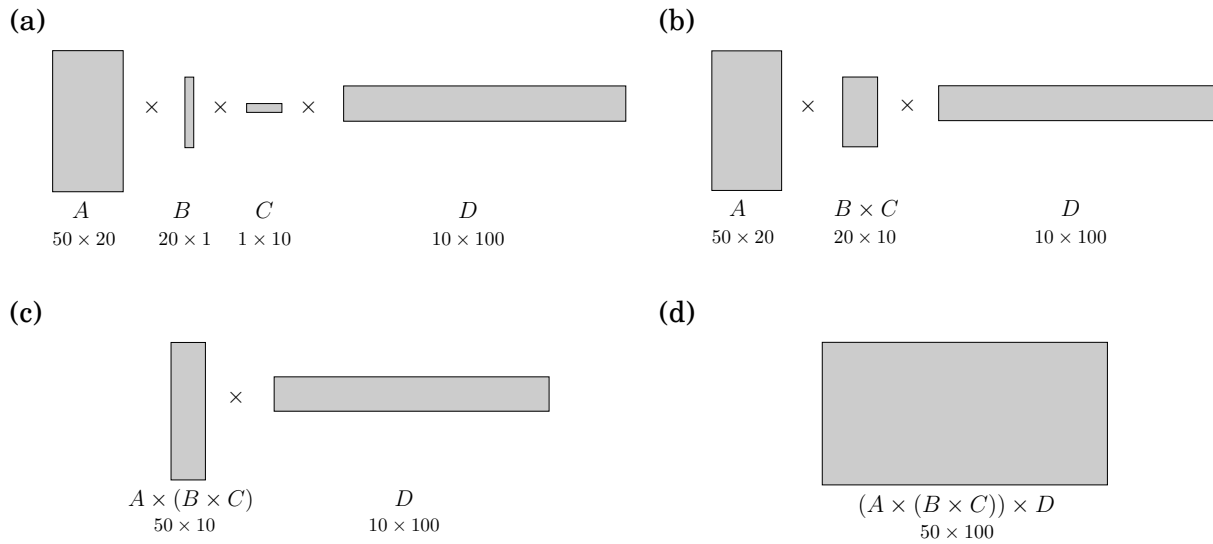 (a)
× × ×
A B C D
50 × 20 20 × 1 1 × 10 10 × 100
(b)
× ×
A B × C D
50 × 20 20 × 10 10 × 100
(c)
×
A × (B × C) D
50 × 10 10 × 100
(d)
(A × (B × C)) × D
50 × 100